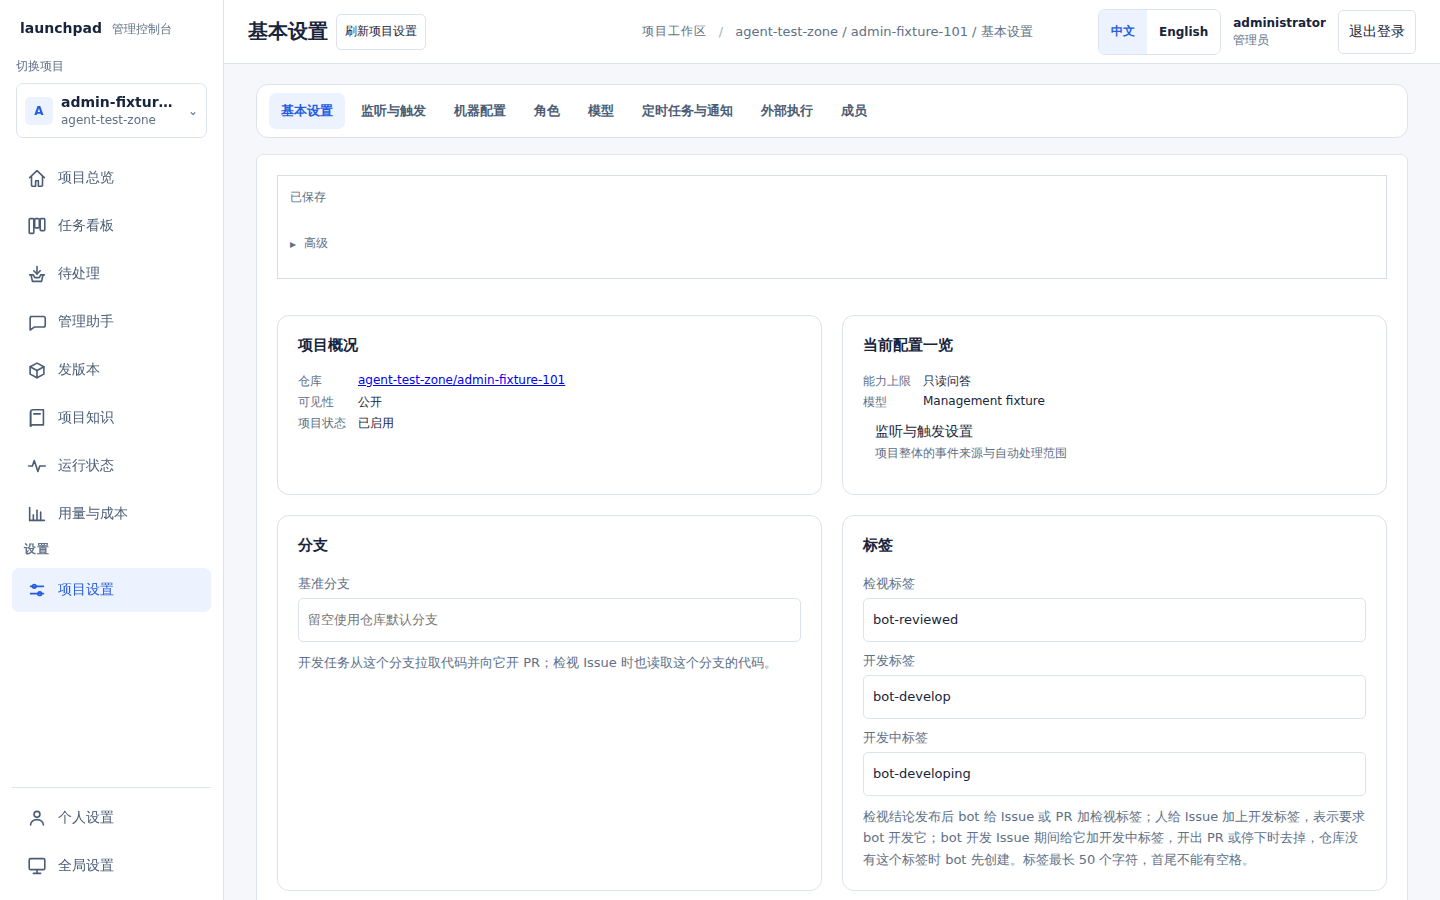 launchpad 管理控制台
切换项目
A
admin-fixtur...
agent-test-zone
项目总览
任务看板
待处理
管理助手
发版本
项目知识
运行状态
用量与成本
设置
项目设置
个人设置
全局设置
基本设置
刷新项目设置
项目工作区 / agent-test-zone / admin-fixture-101 / 基本设置
中文
English
administrator
管理员
退出登录
基本设置 监听与触发 机器配置 角色 模型 定时任务与通知 外部执行 成员
已保存
高级
项目概况
仓库 agent-test-zone/admin-fixture-101
可见性 公开
项目状态 已启用
当前配置一览
能力上限 只读问答
模型 Management fixture
监听与触发设置
项目整体的事件来源与自动处理范围
分支
基准分支
留空使用仓库默认分支
开发任务从这个分支拉取代码并向它开 PR；检视 Issue 时也读取这个分支的代码。
标签
检视标签
bot-reviewed
开发标签
bot-develop
开发中标签
bot-developing
检视结论发布后 bot 给 Issue 或 PR 加检视标签；人给 Issue 加上开发标签，表示要求
bot 开发它；bot 开发 Issue 期间给它加开发中标签，开出 PR 或停下时去掉，仓库没
有这个标签时 bot 先创建。标签最长 50 个字符，首尾不能有空格。